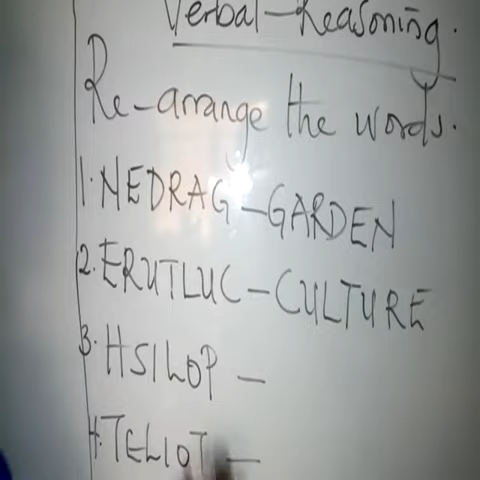 Verbal-Reasoning.
Re-arrange the words.
1. NEDRAG-GARDEN
2. ERUTLUC-CULTURE
3. HSILOP -
4. TELIOT -